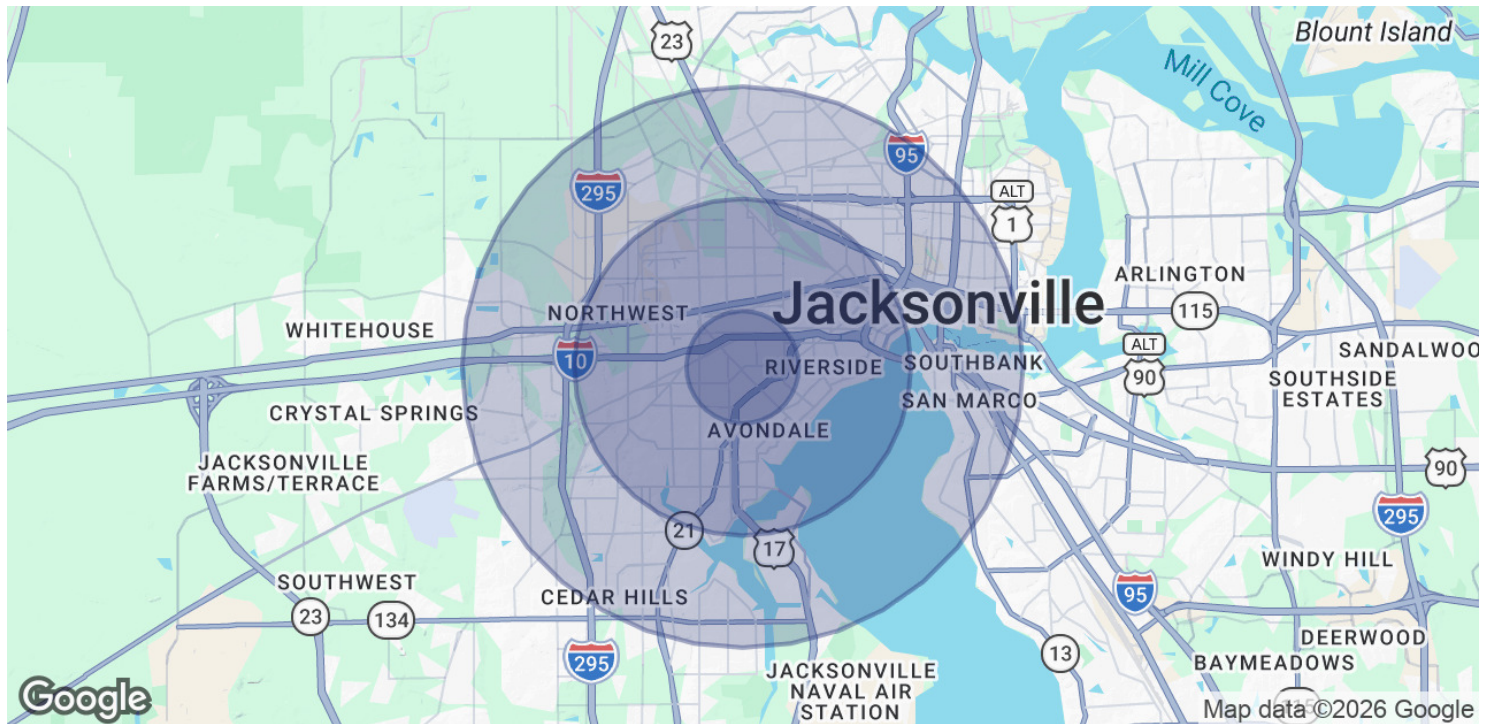 Blount Island
23
Mill Cove
95
295
ALT
1
ARLINGTON
Jacksonville
115
NORTHWEST
WHITEHOUSE
ALT
90
SANDALWOO
10
RIVERSIDE
SOUTHBANK
SOUTHSIDE
ESTATES
SAN MARCO
CRYSTAL SPRINGS
AVONDALE
JACKSONVILLE
FARMS/TERRACE
90
295
21
17
WINDY HILL
SOUTHWEST
CEDAR HILLS
95
23
134
DEERWOOD
13
BAYMEADOWS
295
JACKSONVILLE
NAVAL AIR
STATION
Google
Map data ©2026 Google